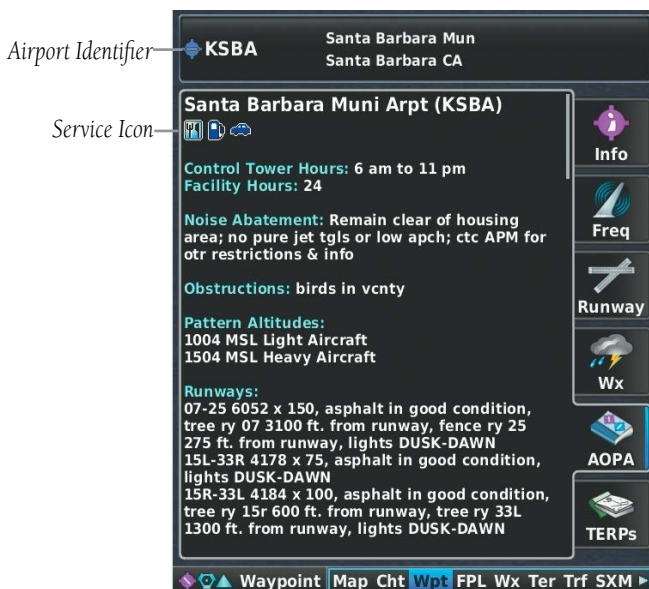 Airport Identifier
KSBA
Santa Barbara Mun
Santa Barbara CA
Service Icon
Santa Barbara Muni Arpt (KSBA)
Control Tower Hours: 6 am to 11 pm
Facility Hours: 24
Noise Abatement: Remain clear of housing
area; no pure jet tgls or low apch; ctc APM for
otr restrictions & info
Obstructions: birds in vcnty
Pattern Altitudes:
1004 MSL Light Aircraft
1504 MSL Heavy Aircraft
Runways:
07-25 6052 x 150, asphalt in good condition,
tree ry 07 3100 ft. from runway, fence ry 25
275 ft. from runway, lights DUSK-DAWN
15L-33R 4178 x 75, asphalt in good condition,
lights DUSK-DAWN
15R-33L 4184 x 100, asphalt in good condition,
tree ry 15r 600 ft. from runway, tree ry 33L
1300 ft. from runway, lights DUSK-DAWN
Info
Freq
Runway
Wx
AOPA
TERPs
Waypoint Map Cht Wpt FPL Wx Ter Trf SXM